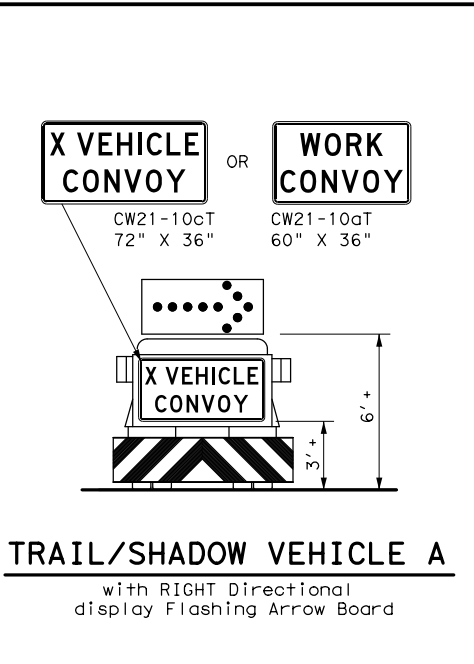 X VEHICLE
CONVOY
OR
WORK
CONVOY
CW21-10cT
72" X 36"
CW21-10aT
60" X 36"
X VEHICLE
CONVOY
6'+
3'+
TRAIL/SHADOW VEHICLE A
with RIGHT Directional
display Flashing Arrow Board